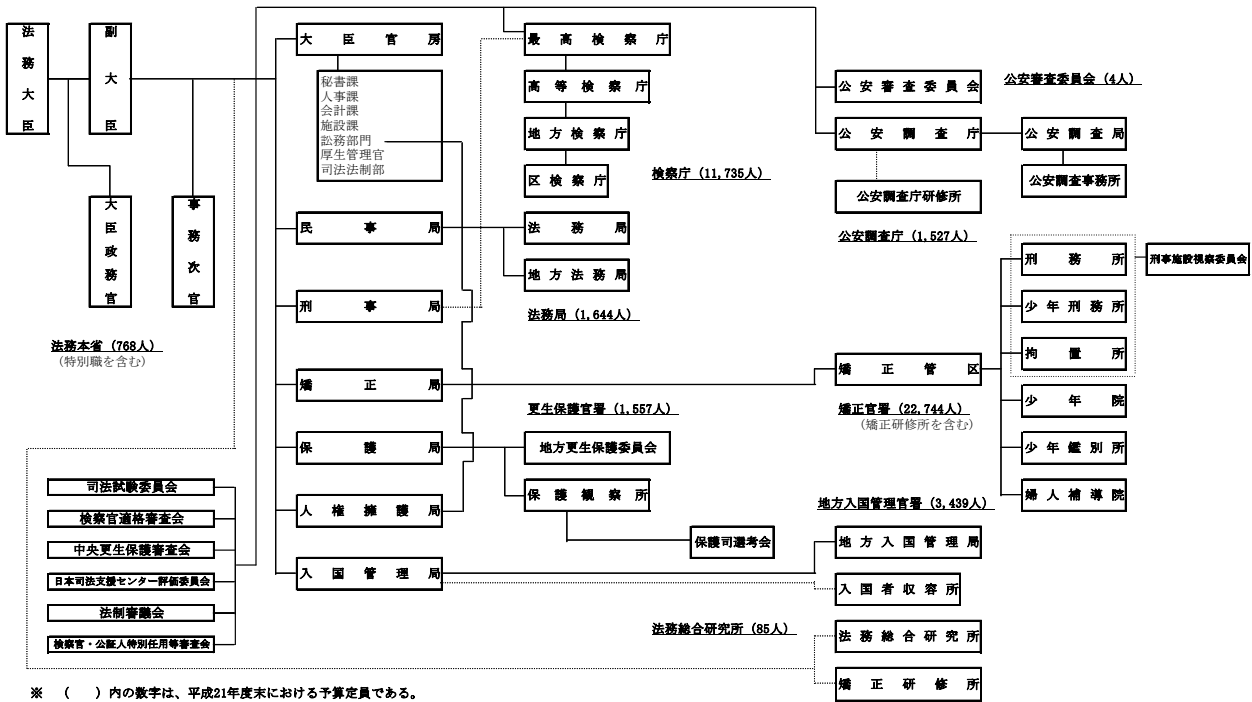 法務大臣
副大臣
大臣政務官
事務次官
法務本省（768人）
（特別職を含む）
大臣官房
秘書課
人事課
会計課
施設課
訟務部門
厚生管理官
司法法制部
民事局
刑事局
矯正局
保護局
人権擁護局
入国管理局
最高検察庁
高等検察庁
地方検察庁
区検察庁
検察庁（11,735人）
法務局
地方法務局
法務局（1,644人）
更生保護官署（1,557人）
地方更生保護委員会
保護観察所
保護司選考会
公安審査委員会
公安審査委員会（4人）
公安調査庁
公安調査局
公安調査庁研修所
公安調査事務所
公安調査庁（1,527人）
矯正管区
矯正官署（22,744人）
（矯正研修所を含む）
刑務所
刑事施設視察委員会
少年刑務所
拘置所
少年院
少年鑑別所
婦人補導院
地方入国管理官署（3,439人）
地方入国管理局
入国者収容所
法務総合研究所（85人）
法務総合研究所
矯正研修所
司法試験委員会
検察官適格審査会
中央更生保護審査会
日本司法支援センター評価委員会
法制審議会
検察官・公証人特別任用等審査会
※　（　　）内の数字は、平成21年度末における予算定員である。